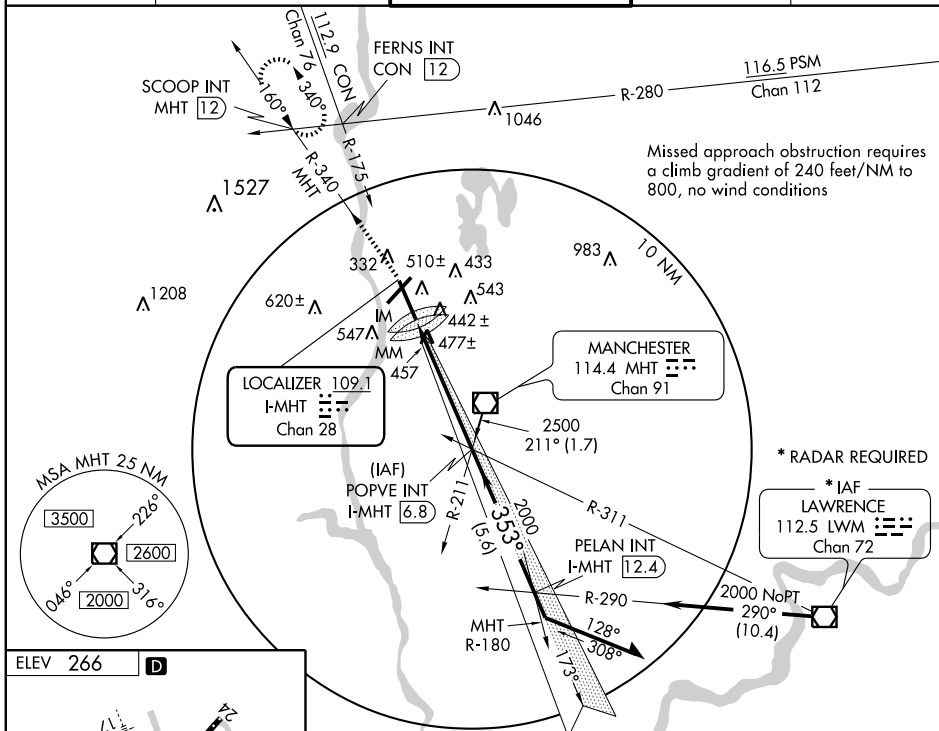 112.9 CON
Chan 76
FERNS INT
CON 12
SCOOP INT
MHT 12
340°
160°
116.5 PSM
Chan 112
R-280
1046
R-340
MHT
R-175
Missed approach obstruction requires
a climb gradient of 240 feet/NM to
800, no wind conditions
1527
10 NM
983
332
510±
433
543
1208
620±
IM
442±
547
477±
MM
457
MANCHESTER
114.4 MHT
Chan 91
LOCALIZER 109.1
I-MHT
Chan 28
2500
211° (1.7)
* RADAR REQUIRED
MSA MHT 25 NM
(IAF)
POPVE INT
I-MHT 6.8
R-211
353°
2000
(5.6)
R-311
* IAF
LAWRENCE
112.5 LWM
Chan 72
3500
226°
2600
046°
2000
316°
PELAN INT
I-MHT 12.4
R-290
2000 NoPT
290°
(10.4)
MHT
R-180
128°
308°
173°
ELEV 266
D
17
24